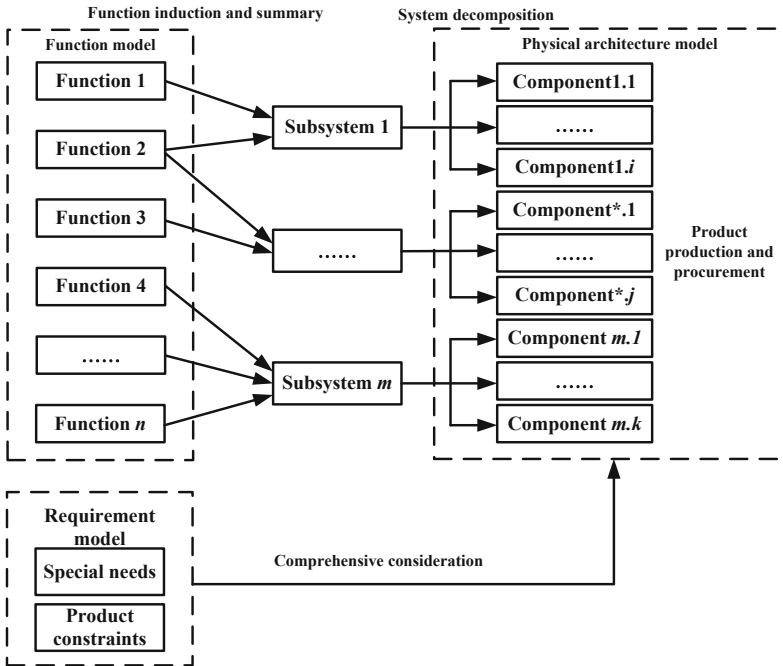 Function induction and summary
System decomposition
Function model
Function 1
Function 2
Function 3
Function 4
......
Function n
Subsystem 1
......
Subsystem m
Physical architecture model
Component1.1
......
Component1.i
Component*.1
......
Component*.j
Component m.1
......
Component m.k
Product
production and
procurement
Requirement
model
Special needs
Product
constraints
Comprehensive consideration